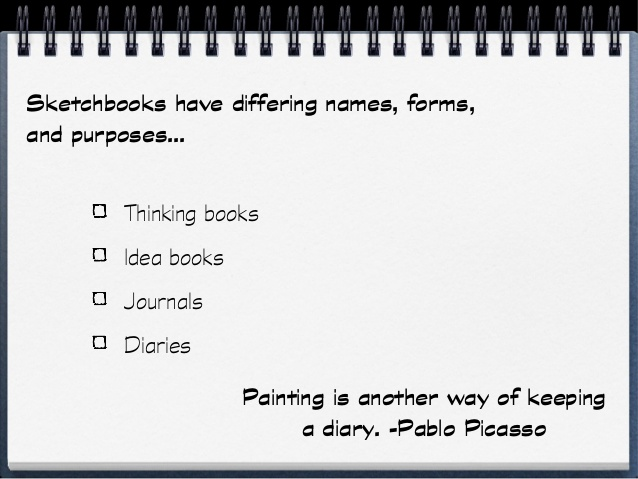 Sketchbooks have differing names, forms,
and purposes...
Thinking books
Idea books
Journals
Diaries
Painting is another way of keeping
a diary. -Pablo Picasso